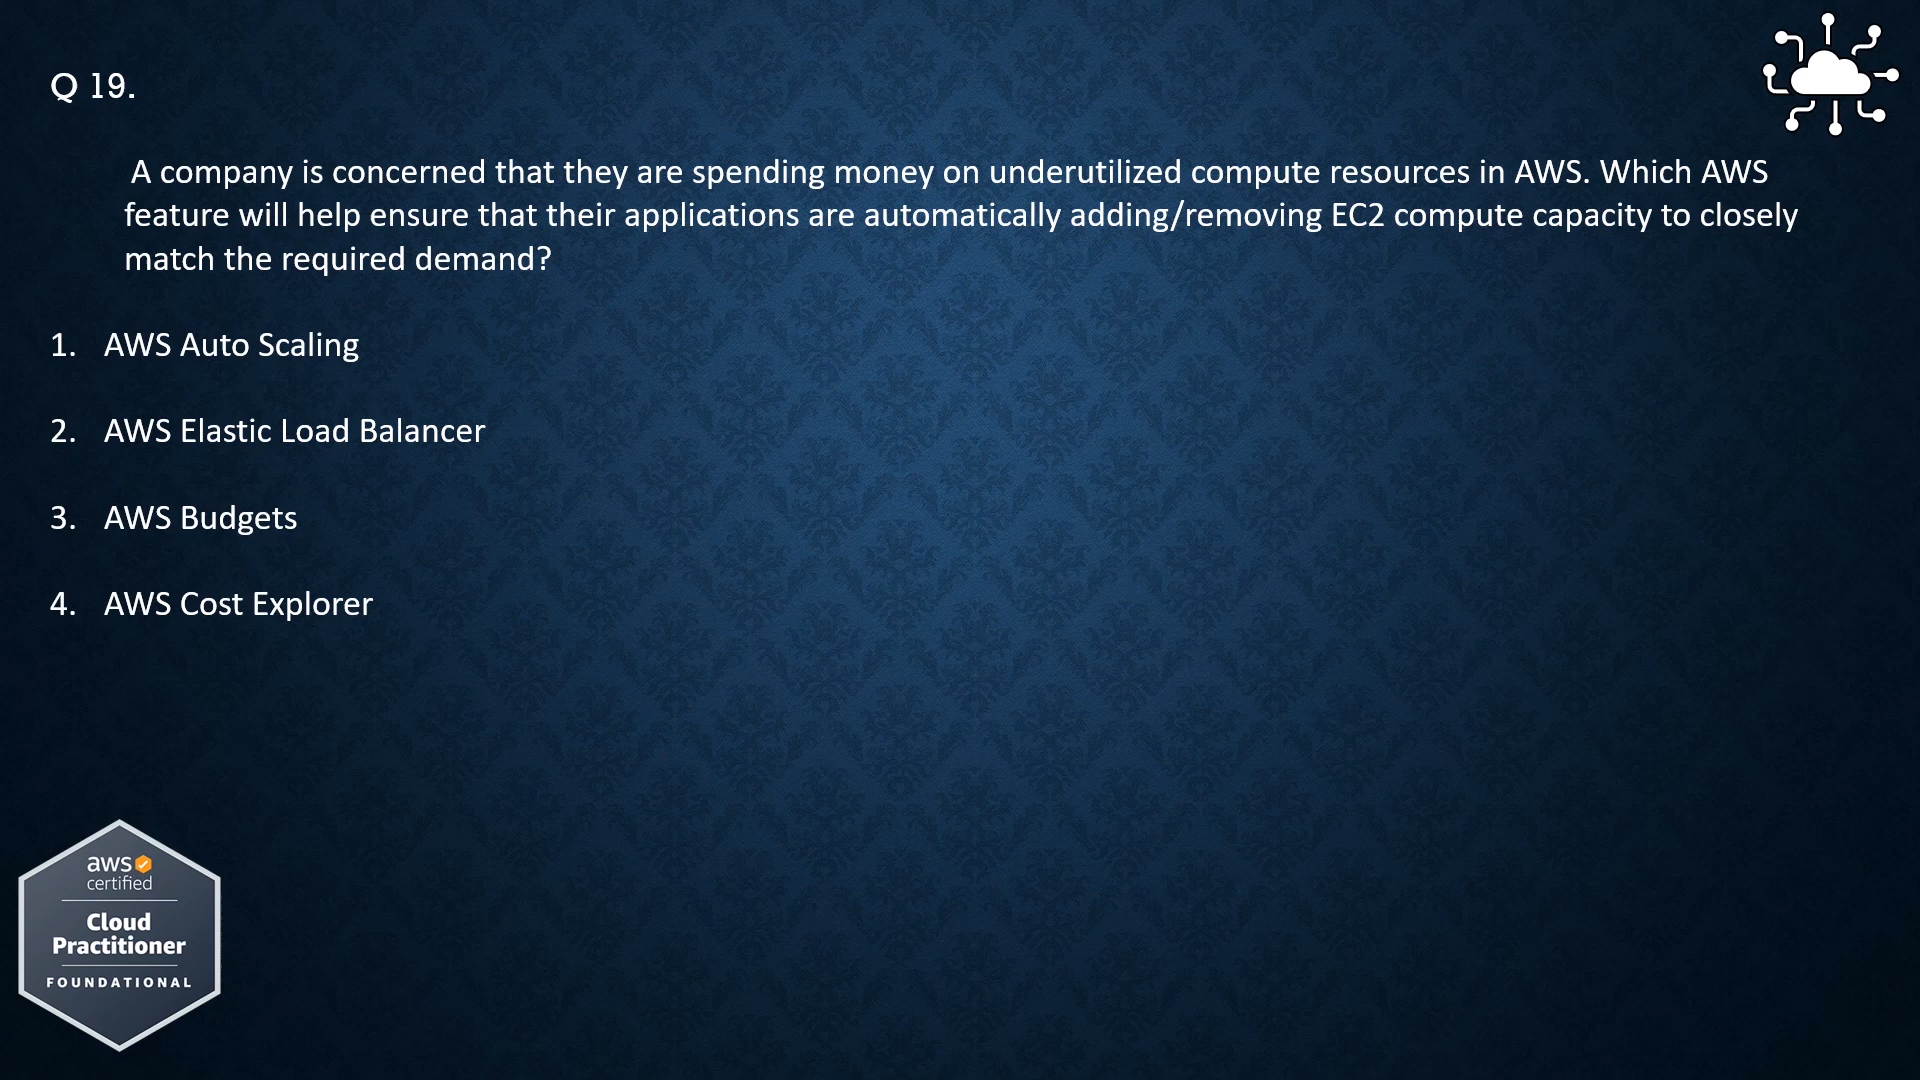 Q 19.
A company is concerned that they are spending money on underutilized compute resources in AWS. Which AWS
feature will help ensure that their applications are automatically adding/removing EC2 compute capacity to closely
match the required demand?
1. AWS Auto Scaling
2. AWS Elastic Load Balancer
3. AWS Budgets
4. AWS Cost Explorer
aws
certified
Cloud
Practitioner
FOUNDATIONAL